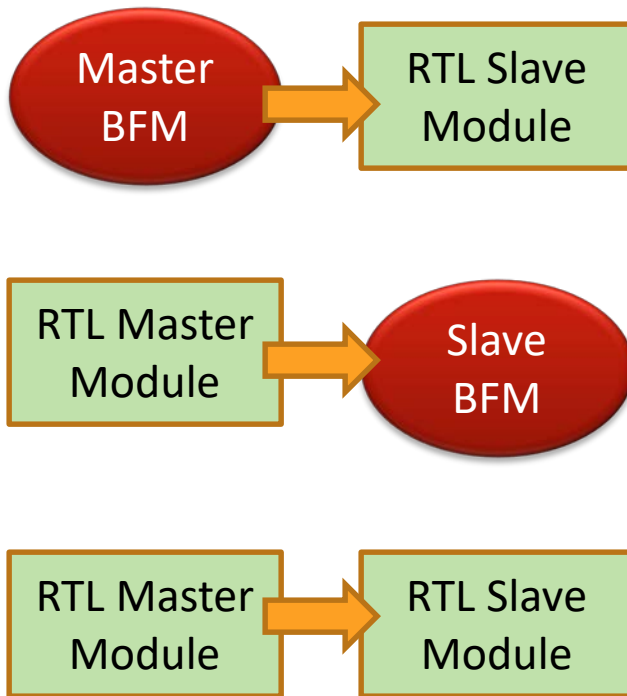 Master
BFM
RTL Slave
Module
RTL Master
Module
Slave
BFM
RTL Master
Module
RTL Slave
Module